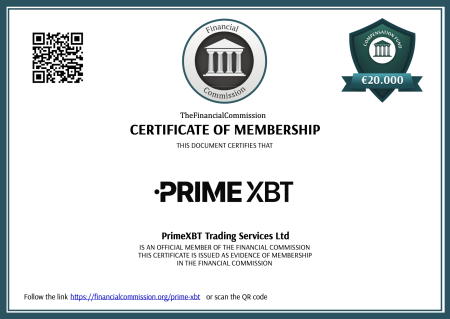 Financial
Commission
COMPENSATION FUND
€20.000
TheFinancialCommission
CERTIFICATE OF MEMBERSHIP
THIS DOCUMENT CERTIFIES THAT
PRIME XBT
PrimeXBT Trading Services Ltd
IS AN OFFICIAL MEMBER OF THE FINANCIAL COMMISSION
THIS CERTIFICATE IS ISSUED AS EVIDENCE OF MEMBERSHIP
IN THE FINANCIAL COMMISSION
Follow the link https://financialcommission.org/prime-xbt or scan the QR code